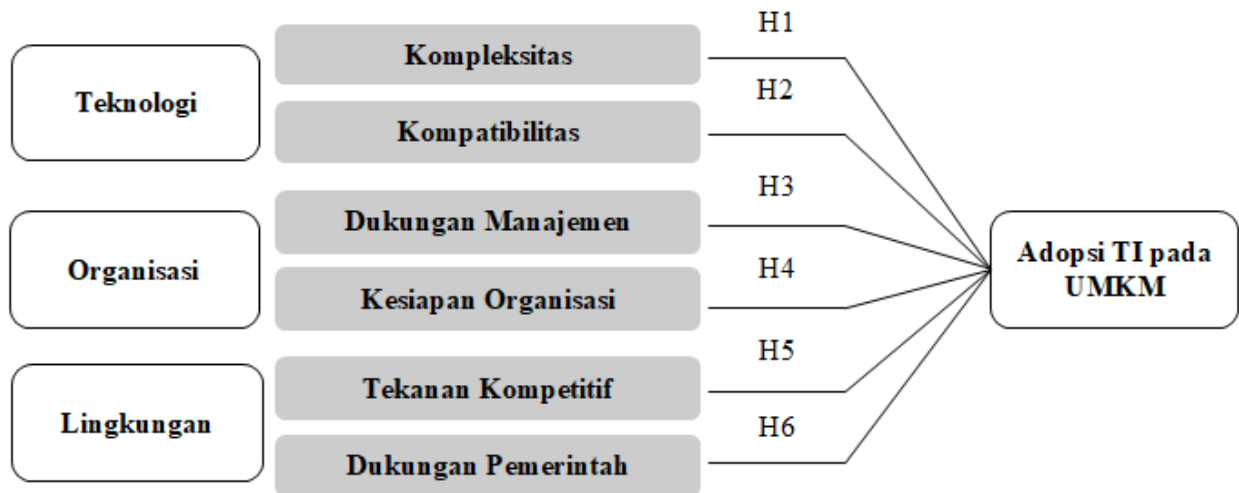 Teknologi
Kompleksitas
H1
Kompatibilitas
H2
Organisasi
Dukungan Manajemen
H3
Kesiapan Organisasi
H4
Lingkungan
Tekanan Kompetitif
H5
Dukungan Pemerintah
H6
Adopsi TI pada
UMKM